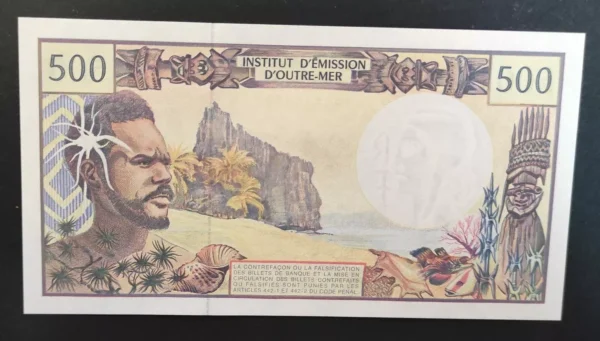 500
INSTITUT D'ÉMISSION
D'OUTRE-MER
500
LA CONTREFAÇON OU LA FALSIFICATION
DES BILLETS DE BANQUE ET LA MISE EN
CIRCULATION DES BILLETS CONTREFAITS
OU FALSIFIÉS SONT PUNIES PAR LES
ARTICLES 442-1 ET 442-2 DU CODE PÉNAL.